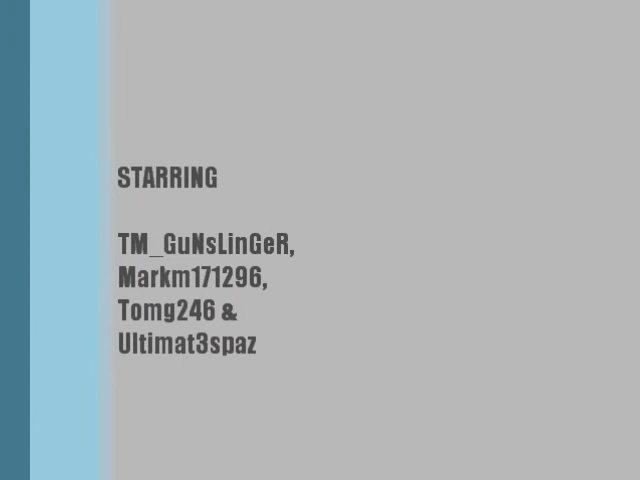 STARRING
TM_GuNsLinGeR,
Markm171296,
Tomg246 &
Ultimat3spaz